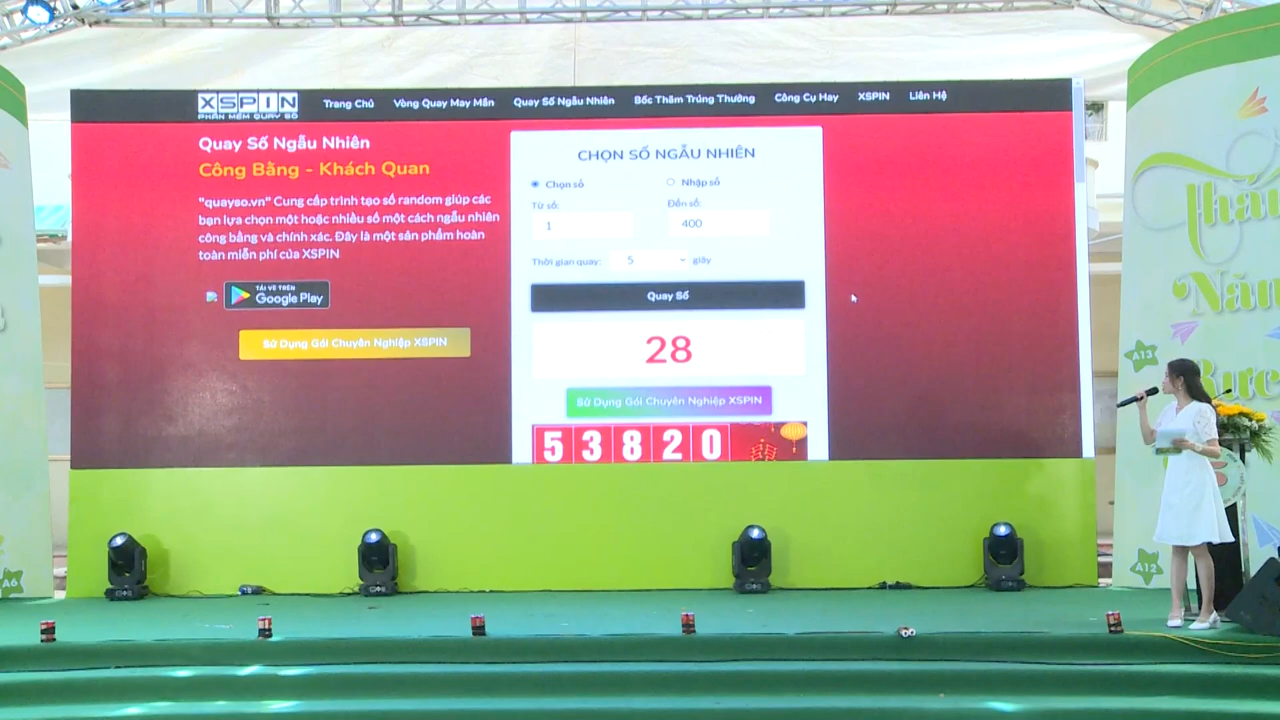 XSPIN
PHẦN MỀM QUAY SỐ
Trang Chủ
Vòng Quay May Mắn
Quay Số Ngẫu Nhiên
Bốc Thăm Trúng Thưởng
Công Cụ Hay
XSPIN
Liên Hệ
Quay Số Ngẫu Nhiên
Công Bằng - Khách Quan
"quayso.vn" Cung cấp trình tạo số random giúp các
bạn lựa chọn một hoặc nhiều số một cách ngẫu nhiên
công bằng và chính xác. Đây là một sản phẩm hoàn
toàn miễn phí của XSPIN
TẢI VỀ TRÊN
Google Play
Sử Dụng Gói Chuyên Nghiệp XSPIN
CHỌN SỐ NGẪU NHIÊN
Chọn số
Nhập số
Từ số:
Đến số:
1
400
Thời gian quay:
5
giây
Quay Số
28
Sử Dụng Gói Chuyên Nghiệp XSPIN
53820
Năm
A13
A12
A6